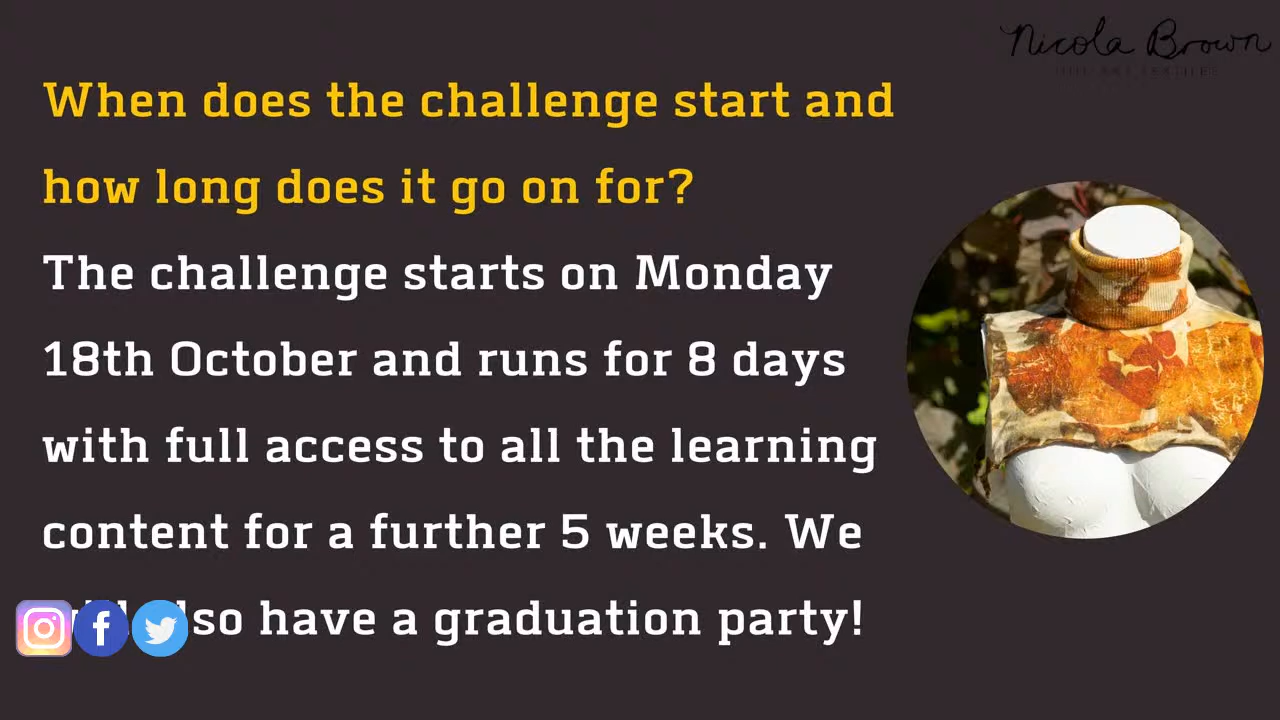 Nicola Brown
When does the challenge start and
how long does it go on for?
The challenge starts on Monday
18th October and runs for 8 days
with full access to all the learning
content for a further 5 weeks. We
so have a graduation party!